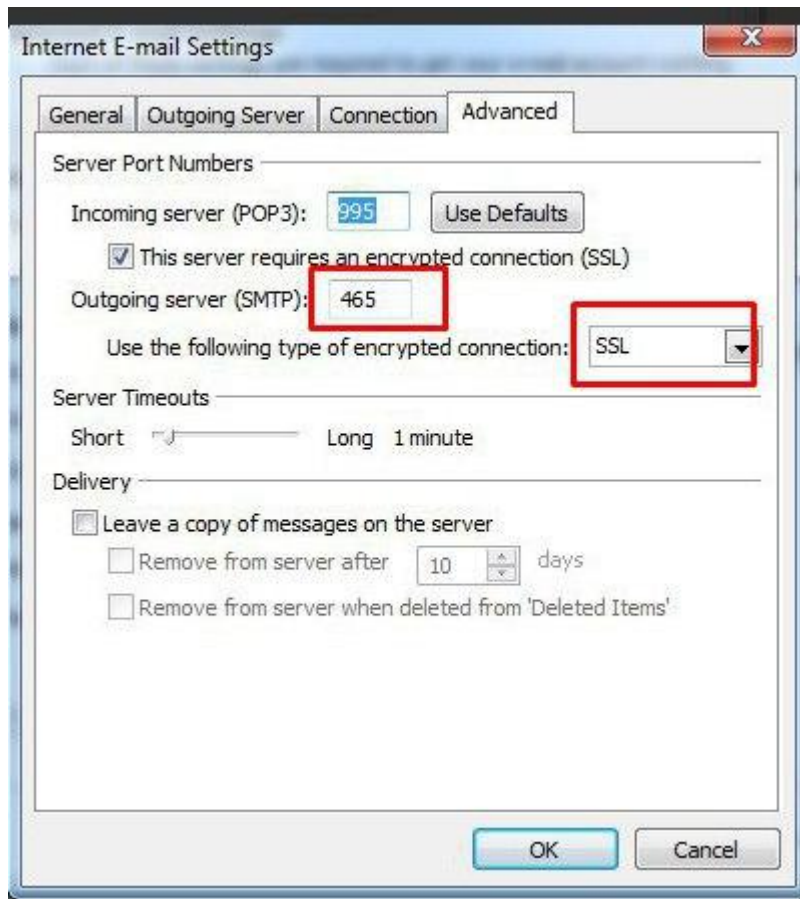 Internet E-mail Settings
General Outgoing Server Connection Advanced
Server Port Numbers
Incoming server (POP3): 995 Use Defaults
This server requires an encrypted connection (SSL)
Outgoing server (SMTP): 465
Use the following type of encrypted connection: SSL
Server Timeouts
Short Long 1 minute
Delivery
Leave a copy of messages on the server
Remove from server after 10 days
Remove from server when deleted from 'Deleted Items'
OK Cancel